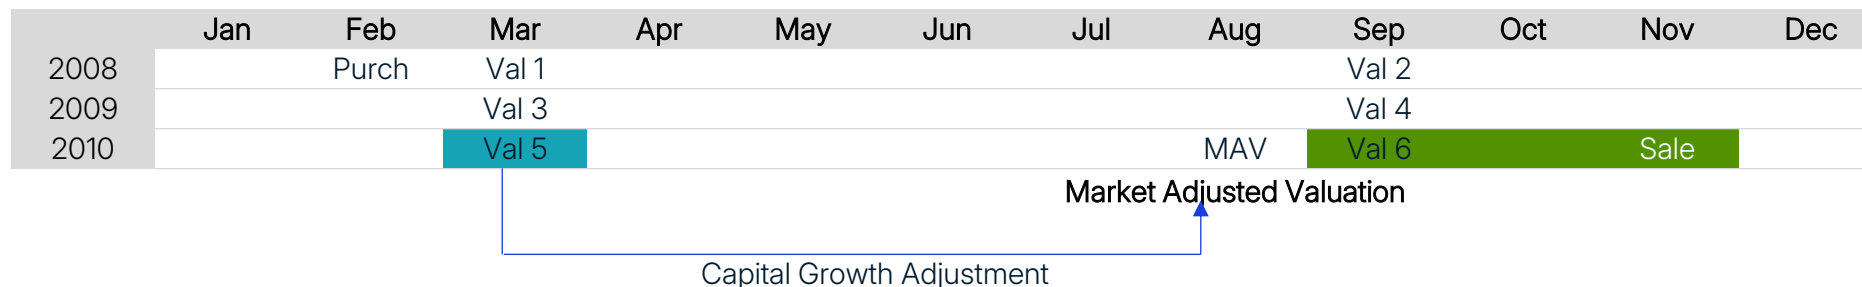 Jan Feb Mar Apr May Jun Jul Aug Sep Oct Nov Dec
2008 Purch Val 1 Val 2
2009 Val 3 Val 4
2010 Val 5 MAV Val 6 Sale
Market Adjusted Valuation
Capital Growth Adjustment